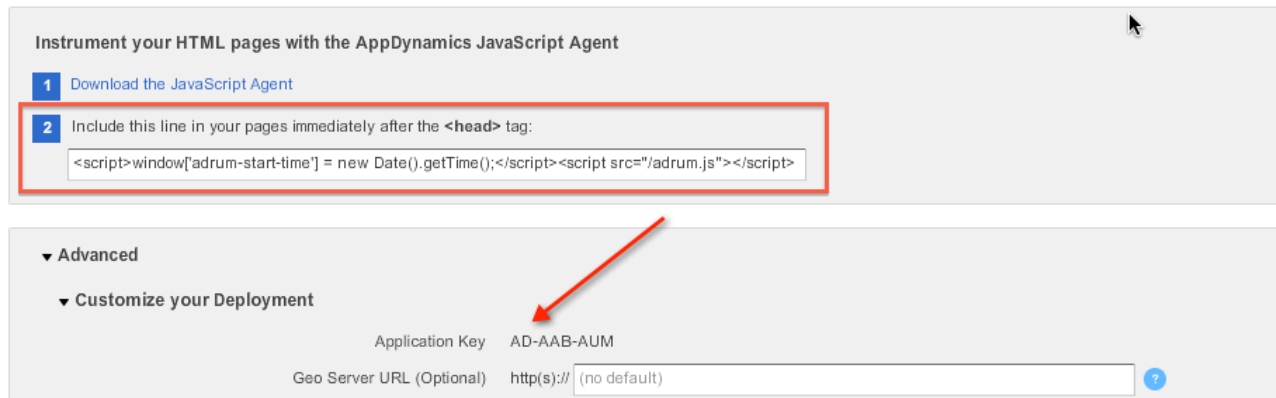 Instrument your HTML pages with the AppDynamics JavaScript Agent
1 Download the JavaScript Agent
2 Include this line in your pages immediately after the <head> tag:
<script>window['adrum-start-time'] = new Date().getTime();</script><script src="/adrum.js"></script>
Advanced
Customize your Deployment
Application Key AD-AAB-AUM
Geo Server URL (Optional) http(s):// (no default) ?